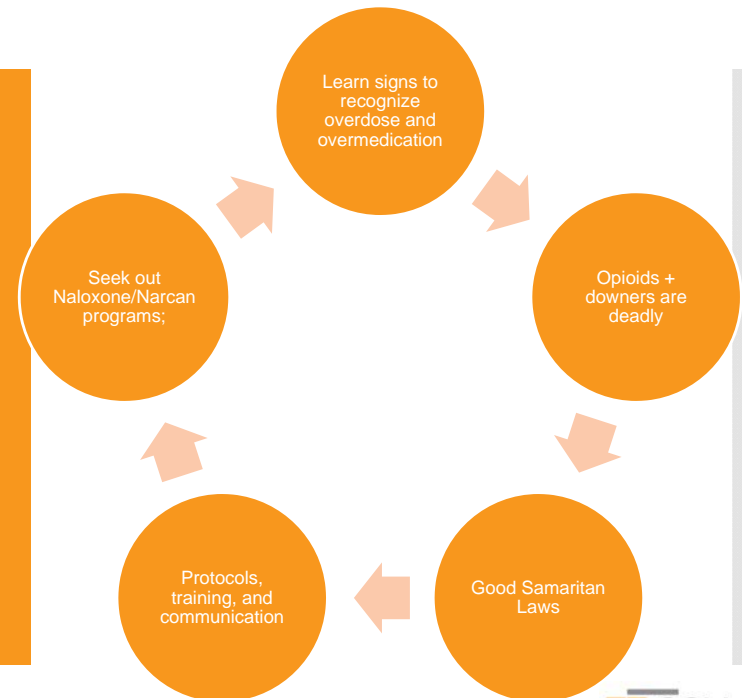 Learn signs to
recognize
overdose and
overmedication
Opioids +
downers are
deadly
Good Samaritan
Laws
Protocols,
training, and
communication
Seek out
Naloxone/Narcan
programs;